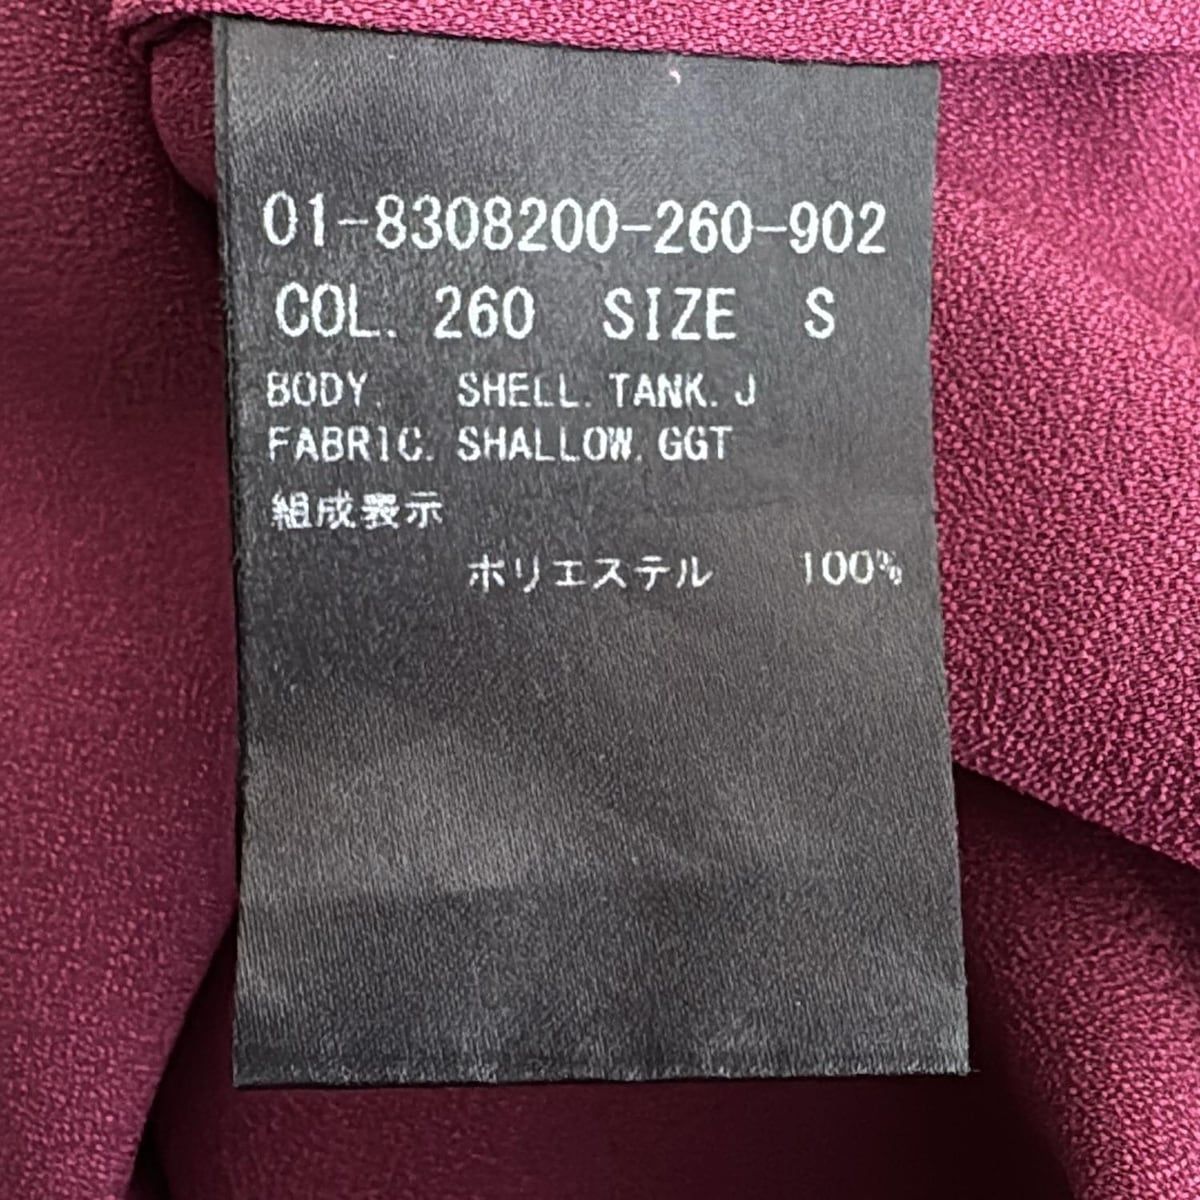 01-8308200-260-902
COL. 260 SIZE S
BODY. SHELL.TANK.J
FABRIC. SHALLOW.GGT
組成表示
ポリエステル 100%